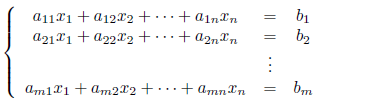 a₁₁x₁ + a₁₂x₂ + ⋯ + a₁ₙxₙ = b₁
a₂₁x₁ + a₂₂x₂ + ⋯ + a₂ₙxₙ = b₂
⋮
aₘ₁x₁ + aₘ₂x₂ + ⋯ + aₘₙxₙ = bₘ